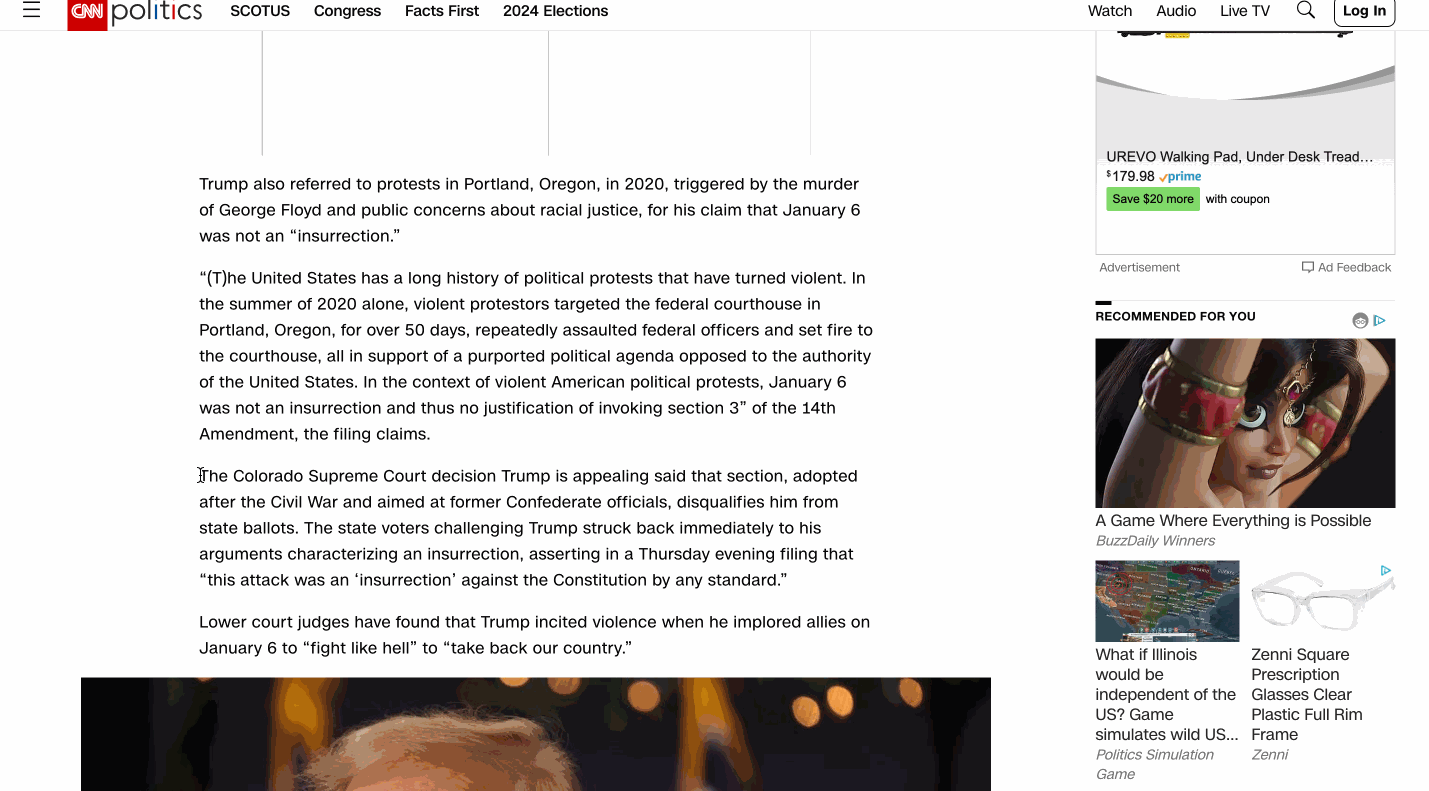 CNN politics SCOTUS Congress Facts First 2024 Elections Watch Audio Live TV Log In
Trump also referred to protests in Portland, Oregon, in 2020, triggered by the murder
of George Floyd and public concerns about racial justice, for his claim that January 6
was not an “insurrection.”
“(T)he United States has a long history of political protests that have turned violent. In
the summer of 2020 alone, violent protestors targeted the federal courthouse in
Portland, Oregon, for over 50 days, repeatedly assaulted federal officers and set fire to
the courthouse, all in support of a purported political agenda opposed to the authority
of the United States. In the context of violent American political protests, January 6
was not an insurrection and thus no justification of invoking section 3” of the 14th
Amendment, the filing claims.
The Colorado Supreme Court decision Trump is appealing said that section, adopted
after the Civil War and aimed at former Confederate officials, disqualifies him from
state ballots. The state voters challenging Trump struck back immediately to his
arguments characterizing an insurrection, asserting in a Thursday evening filing that
“this attack was an ‘insurrection’ against the Constitution by any standard.”
Lower court judges have found that Trump incited violence when he implored allies on
January 6 to “fight like hell” to “take back our country.”
UREVO Walking Pad, Under Desk Tread...
$179.98 prime
Save $20 more with coupon
Advertisement Ad Feedback
RECOMMENDED FOR YOU
A Game Where Everything is Possible
BuzzDaily Winners
What if Illinois
would be
independent of the
US? Game
simulates wild US...
Politics Simulation
Game
Zenni Square
Prescription
Glasses Clear
Plastic Full Rim
Frame
Zenni